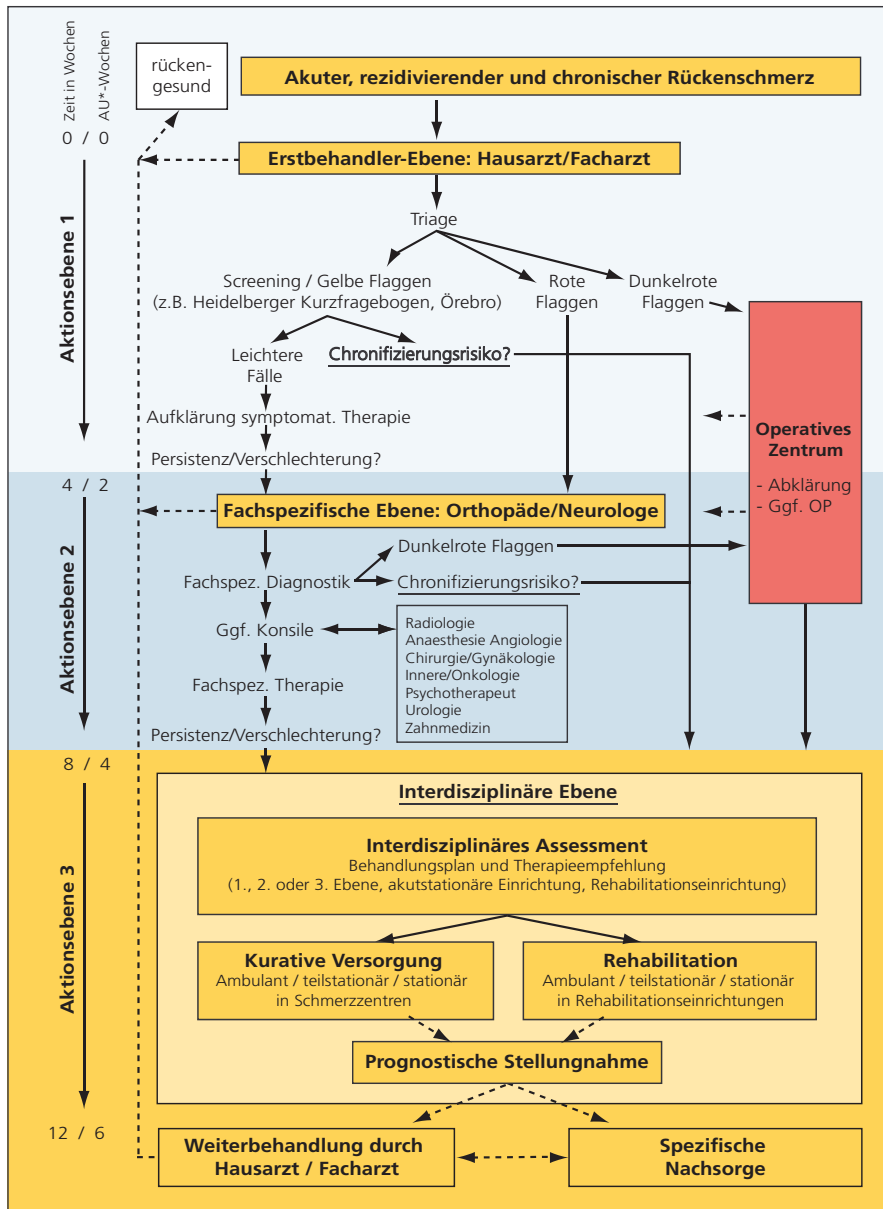 Zeit in Wochen
AU*-Wochen
rücken-
gesund
Akuter, rezidivierender und chronischer Rückenschmerz
0 / 0
Erstbehandler-Ebene: Hausarzt/Facharzt
Aktionsebene 1
Triage
Screening / Gelbe Flaggen
(z.B. Heidelberger Kurzfragebogen, Örebro)
Rote
Flaggen
Dunkelrote
Flaggen
Leichtere
Fälle
Chronifizierungsrisiko?
Aufklärung symptomat. Therapie
Persistenz/Verschlechterung?
Operatives
Zentrum
- Abklärung
- Ggf. OP
4 / 2
Fachspezifische Ebene: Orthopäde/Neurologe
Aktionsebene 2
Dunkelrote Flaggen
Fachspez. Diagnostik
Chronifizierungsrisiko?
Ggf. Konsile
Radiologie
Anaesthesie Angiologie
Chirurgie/Gynäkologie
Innere/Onkologie
Psychotherapeut
Urologie
Zahnmedizin
Fachspez. Therapie
Persistenz/Verschlechterung?
8 / 4
Aktionsebene 3
Interdisziplinäre Ebene
Interdisziplinäres Assessment
Behandlungsplan und Therapieempfehlung
(1., 2. oder 3. Ebene, akutstationäre Einrichtung, Rehabilitationseinrichtung)
Kurative Versorgung
Ambulant / teilstationär / stationär
in Schmerzzentren
Rehabilitation
Ambulant / teilstationär / stationär
in Rehabilitationseinrichtungen
Prognostische Stellungnahme
12 / 6
Weiterbehandlung durch
Hausarzt / Facharzt
Spezifische
Nachsorge